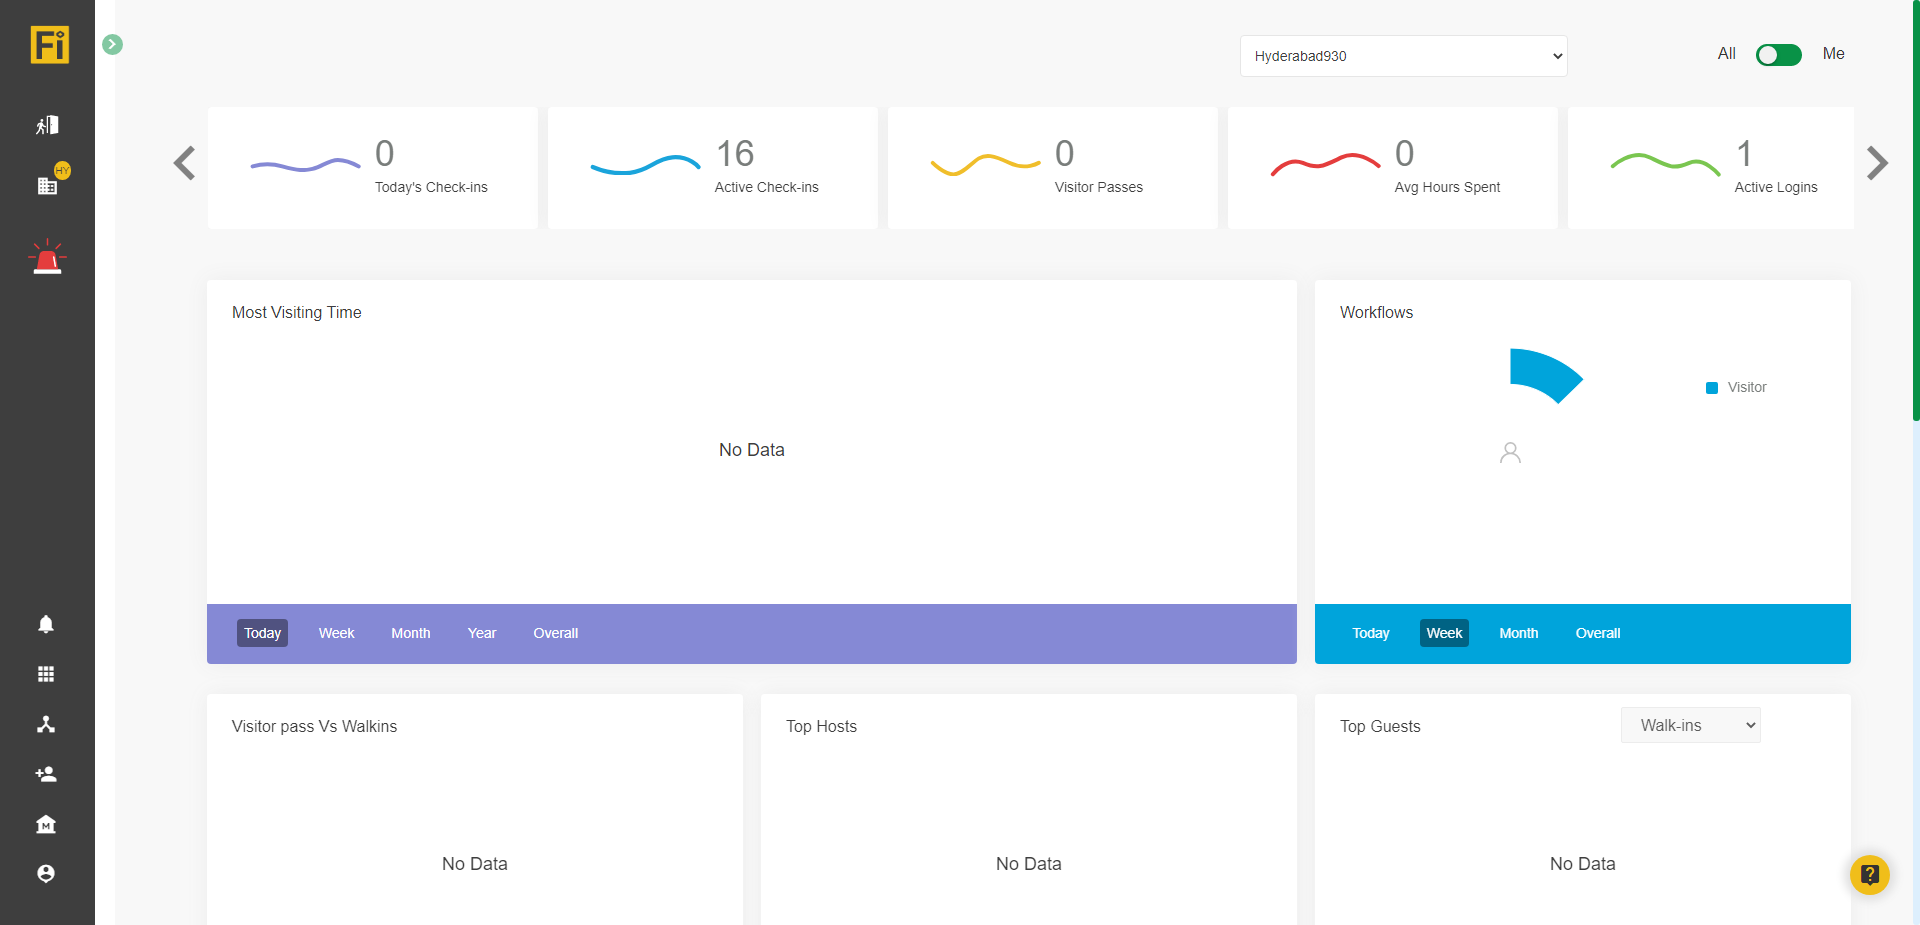 Fi
HY
Hyderabad930
All
Me
0
Today's Check-ins
16
Active Check-ins
0
Visitor Passes
0
Avg Hours Spent
1
Active Logins
Most Visiting Time
No Data
Today Week Month Year Overall
Workflows
Visitor
Today Week Month Overall
Visitor pass Vs Walkins
No Data
Top Hosts
No Data
Top Guests
Walk-ins
No Data
M
?